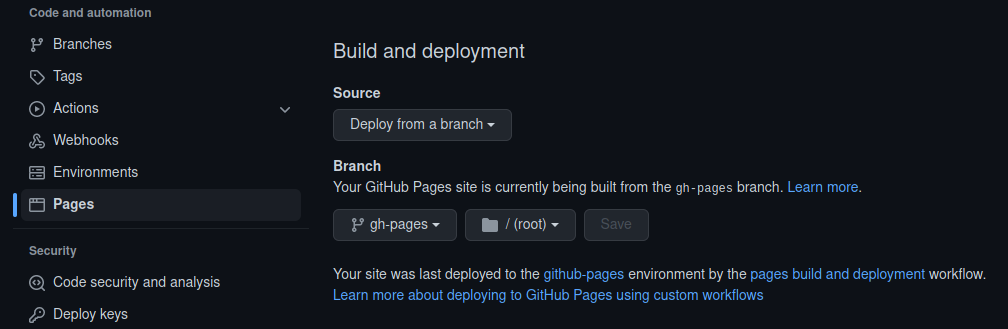 Code and automation
Branches
Tags
Actions
Webhooks
Environments
Pages
Security
Code security and analysis
Deploy keys
Build and deployment
Source
Deploy from a branch
Branch
Your GitHub Pages site is currently being built from the gh-pages branch. Learn more.
gh-pages / (root) Save
Your site was last deployed to the github-pages environment by the pages build and deployment workflow.
Learn more about deploying to GitHub Pages using custom workflows